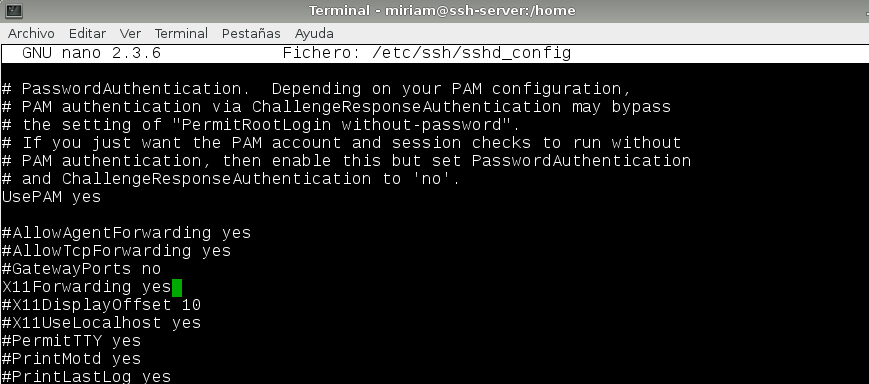 Terminal - miriam@ssh-server:/home
Archivo Editar Ver Terminal Pestañas Ayuda
GNU nano 2.3.6 Fichero: /etc/ssh/sshd_config
# PasswordAuthentication.  Depending on your PAM configuration,
# PAM authentication via ChallengeResponseAuthentication may bypass
# the setting of "PermitRootLogin without-password".
# If you just want the PAM account and session checks to run without
# PAM authentication, then enable this but set PasswordAuthentication
# and ChallengeResponseAuthentication to 'no'.
UsePAM yes
#AllowAgentForwarding yes
#AllowTcpForwarding yes
#GatewayPorts no
X11Forwarding yes
#X11DisplayOffset 10
#X11UseLocalhost yes
#PermitTTY yes
#PrintMotd yes
#PrintLastLog yes